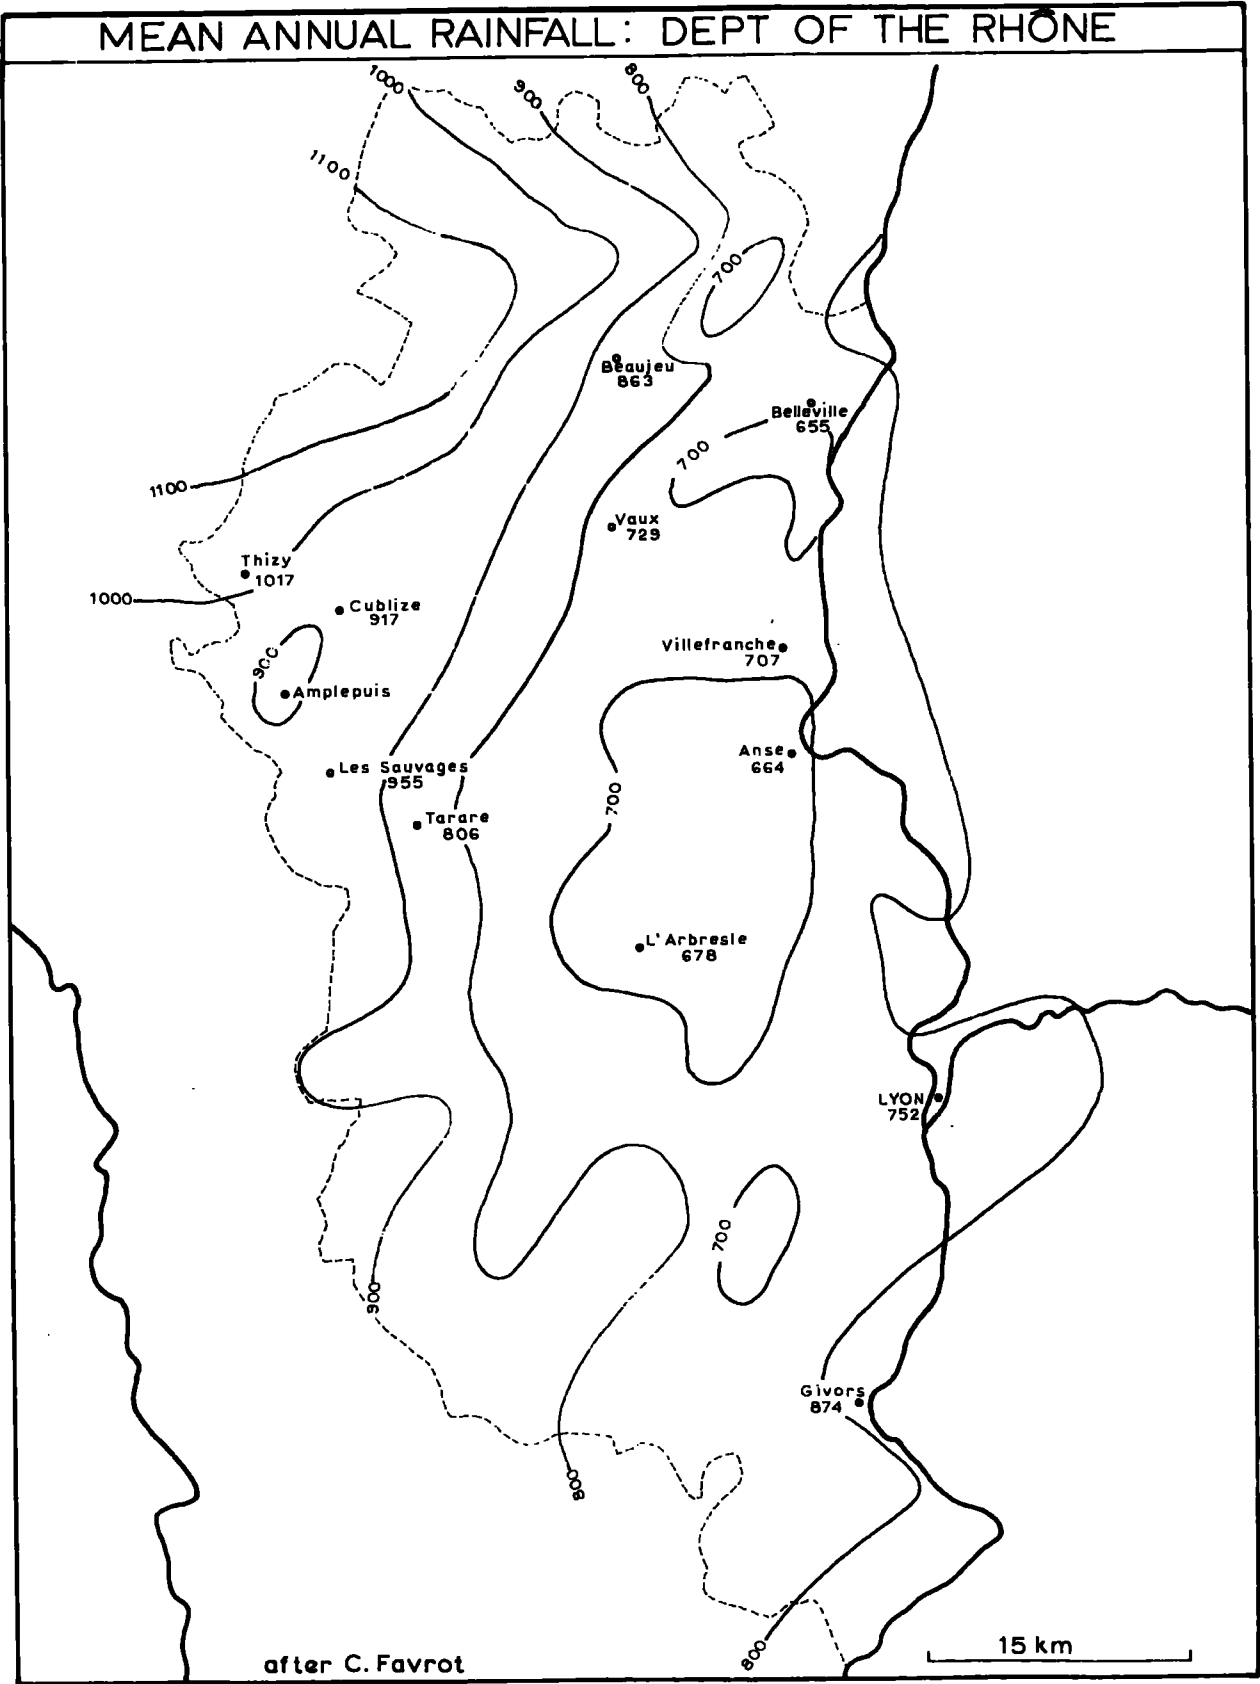 MEAN ANNUAL RAINFALL: DEPT OF THE RHÔNE
1000
900
800
1100
700
Beaujeu
863
Belleville
655
700
1100
Vaux
729
Thizy
1017
1000
Cublize
917
Villefranche
707
900
Amplepuis
Anse
664
Les Sauvages
955
700
Tarare
806
L'Arbresle
678
LYON
752
700
900
Givors
874
800
800
15 km
after C. Favrot